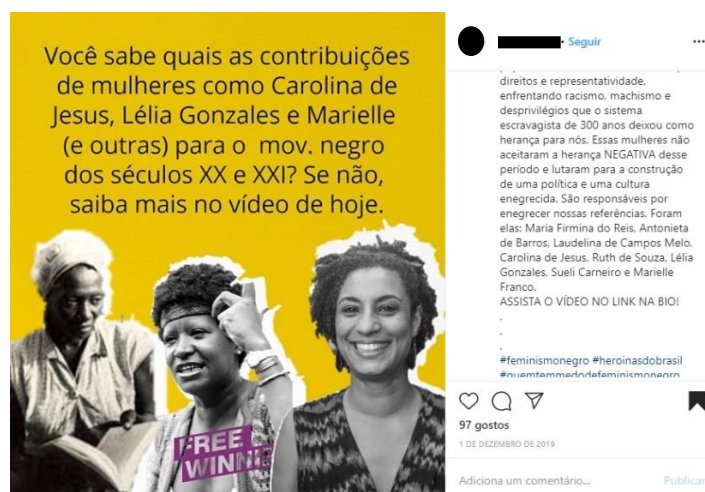 Você sabe quais as contribuições
de mulheres como Carolina de
Jesus, Lélia Gonzales e Marielle
(e outras) para o mov. negro
dos séculos XX e XXI? Se não,
saiba mais no vídeo de hoje.
FREE
WINNIE
• Seguir
...
direitos e representatividade,
enfrentando racismo, machismo e
desprivilégios que o sistema
escravagista de 300 anos deixou como
herança para nós. Essas mulheres não
aceitaram a herança NEGATIVA desse
período e lutaram para a construção
de uma política e uma cultura
enegrecida. São responsáveis por
enegrecer nossas referências. Foram
elas: Maria Firmina do Reis, Antonieta
de Barros, Laudelina de Campos Melo,
Carolina de Jesus, Ruth de Souza, Lélia
Gonzales, Sueli Carneiro e Marielle
Franco.
ASSISTA O VÍDEO NO LINK NA BIO!
.
.
.
#feminismonegro #heroinasdobrasil
#quemtemmedodefeminismonegro
97 gostos
1 DE DEZEMBRO DE 2019
Adiciona um comentário...
Publicar